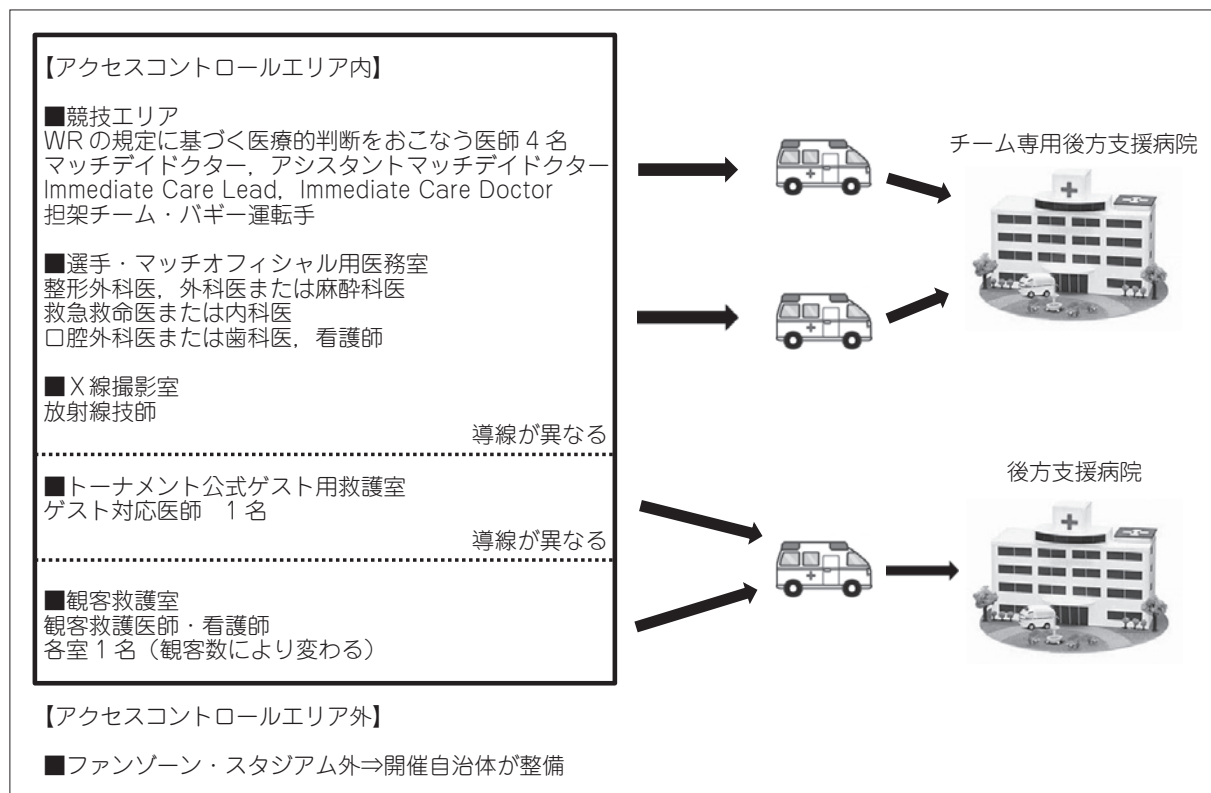 【アクセスコントロールエリア内】
■競技エリア
WRの規定に基づく医療的判断をおこなう医師4名
マッチデイドクター，アシスタントマッチデイドクター
Immediate Care Lead，Immediate Care Doctor
担架チーム・バギー運転手
■選手・マッチオフィシャル用医務室
整形外科医，外科医または麻酔科医
救急救命医または内科医
口腔外科医または歯科医，看護師
■X線撮影室
放射線技師
導線が異なる
■トーナメント公式ゲスト用救護室
ゲスト対応医師　1名
導線が異なる
■観客救護室
観客救護医師・看護師
各室1名（観客数により変わる）
【アクセスコントロールエリア外】
■ファンゾーン・スタジアム外⇒開催自治体が整備
チーム専用後方支援病院
後方支援病院